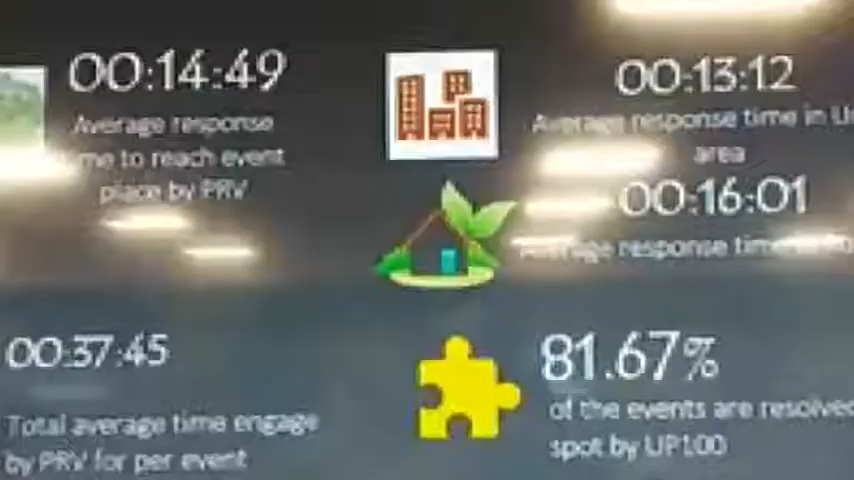 00:14:49
Average response
me to reach event
place by PRV
00:13:12
Average response time in U
area
00:16:01
Average response time
00:37:45
Total average time engage
by PRV for per event
81.67%
of the events are resolved
spot by UP100